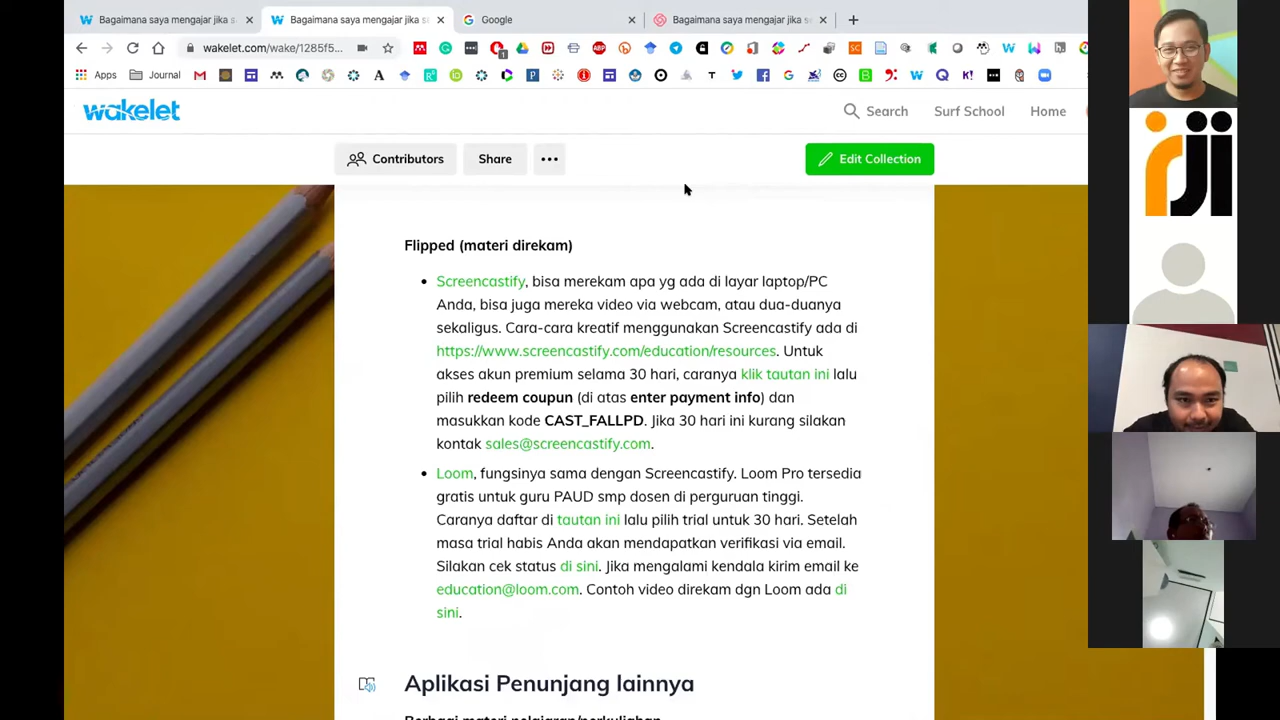 Bagaimana saya mengajar jika s
Bagaimana saya mengajar jika sa
Google
Bagaimana saya mengajar jika se
wakelet.com/wake/1285f5...
Apps
Journal
wakelet
Search
Surf School
Home
Contributors
Share
Edit Collection
Flipped (materi direkam)
Screencastify, bisa merekam apa yg ada di layar laptop/PC
Anda, bisa juga mereka video via webcam, atau dua-duanya
sekaligus. Cara-cara kreatif menggunakan Screencastify ada di
https://www.screencastify.com/education/resources. Untuk
akses akun premium selama 30 hari, caranya klik tautan ini lalu
pilih redeem coupun (di atas enter payment info) dan
masukkan kode CAST_FALLPD. Jika 30 hari ini kurang silakan
kontak sales@screencastify.com.
Loom, fungsinya sama dengan Screencastify. Loom Pro tersedia
gratis untuk guru PAUD smp dosen di perguruan tinggi.
Caranya daftar di tautan ini lalu pilih trial untuk 30 hari. Setelah
masa trial habis Anda akan mendapatkan verifikasi via email.
Silakan cek status di sini. Jika mengalami kendala kirim email ke
education@loom.com. Contoh video direkam dgn Loom ada di
sini.
Aplikasi Penunjang lainnya
Berbagi materi pelajaran/perkuliahan
rji